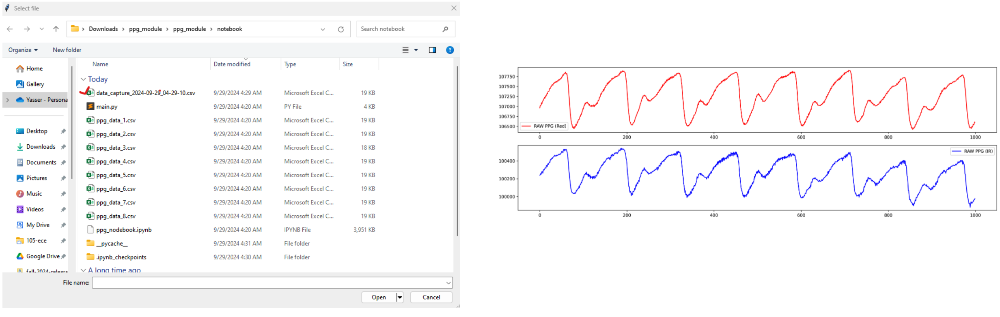 Select file
Downloads > ppg_module > ppg_module > notebook
Search notebook
Organize
New folder
Name Date modified Type Size
Home
Gallery
Yasser - Persona
Desktop
Downloads
Documents
Pictures
Music
Videos
My Drive
105-ece
Google Drive
fall-2024-release
Today
data_capture_2024-09-29_04-29-10.csv 9/29/2024 4:29 AM Microsoft Excel C... 19 KB
main.py 9/29/2024 4:20 AM PY File 4 KB
ppg_data_1.csv 9/29/2024 4:20 AM Microsoft Excel C... 19 KB
ppg_data_2.csv 9/29/2024 4:20 AM Microsoft Excel C... 19 KB
ppg_data_3.csv 9/29/2024 4:20 AM Microsoft Excel C... 18 KB
ppg_data_4.csv 9/29/2024 4:20 AM Microsoft Excel C... 19 KB
ppg_data_5.csv 9/29/2024 4:20 AM Microsoft Excel C... 19 KB
ppg_data_6.csv 9/29/2024 4:20 AM Microsoft Excel C... 19 KB
ppg_data_7.csv 9/29/2024 4:20 AM Microsoft Excel C... 19 KB
ppg_data_8.csv 9/29/2024 4:20 AM Microsoft Excel C... 19 KB
ppg_nodebook.ipynb 9/29/2024 4:20 AM IPYNB File 3,951 KB
__pycache__ 9/29/2024 4:31 AM File folder
.ipynb_checkpoints 9/29/2024 4:30 AM File folder
A long time ago
File name:
Open
Cancel
107750
107500
107250
107000
106750
106500
RAW PPG (Red)
0 200 400 600 800 1000
RAW PPG (IR)
100400
100200
100000
0 200 400 600 800 1000